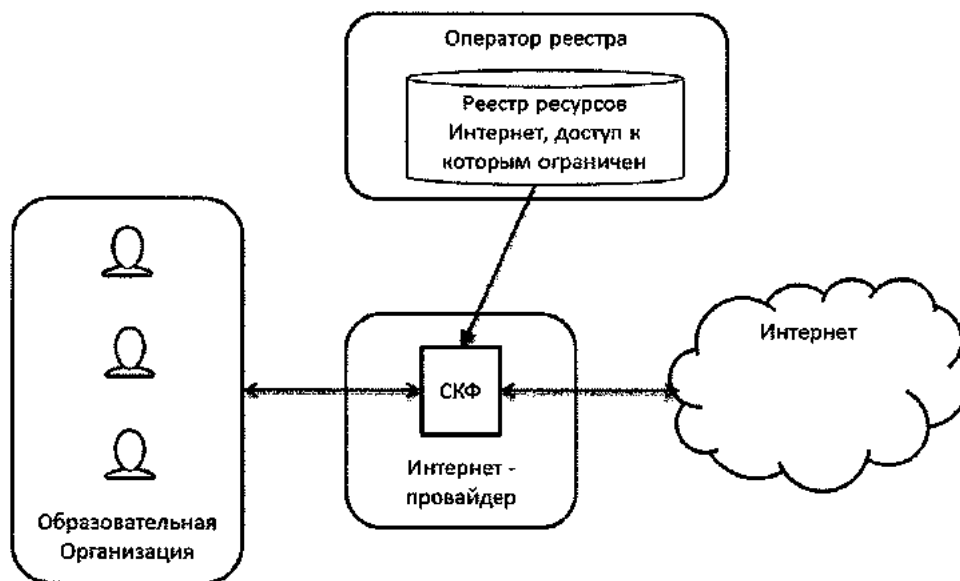 Оператор реестра
Реестр ресурсов
Интернет, доступ к
которым ограничен
Интернет
СКФ
Интернет -
провайдер
Образовательная
Организация